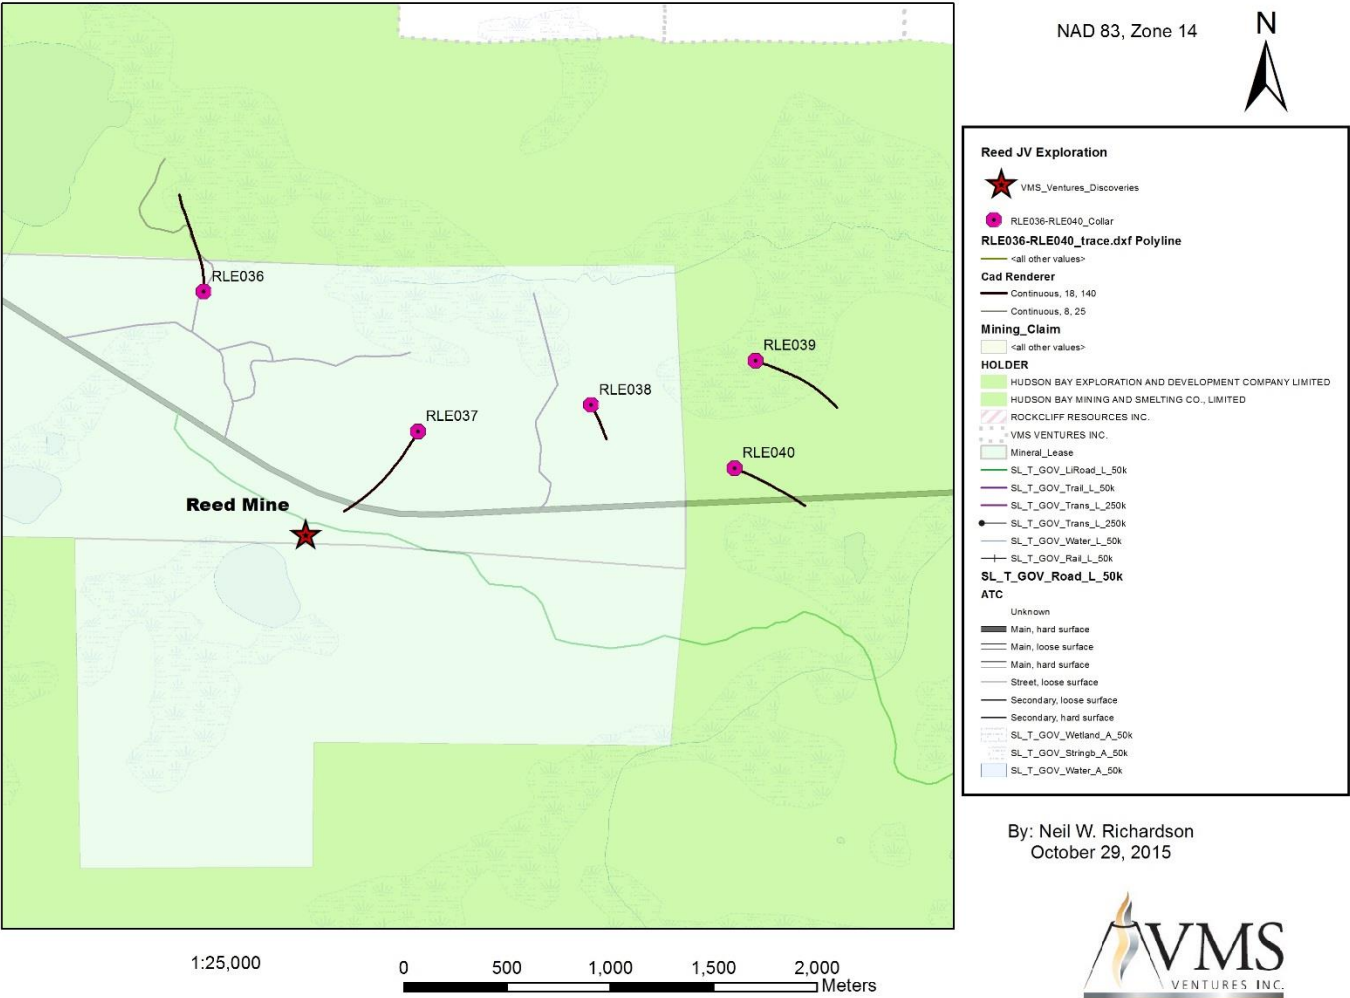 NAD 83, Zone 14
N
RLE036
RLE039
RLE038
RLE037
RLE040
Reed Mine
Reed JV Exploration
VMS_Ventures_Discoveries
RLE036-RLE040_Collar
RLE036-RLE040_trace.dxf Polyline
<all other values>
Cad Renderer
Continuous, 18, 140
Continuous, 8, 25
Mining_Claim
<all other values>
HOLDER
HUDSON BAY EXPLORATION AND DEVELOPMENT COMPANY LIMITED
HUDSON BAY MINING AND SMELTING CO., LIMITED
ROCKCLIFF RESOURCES INC.
VMS VENTURES INC.
Mineral_Lease
SL_T_GOV_LiRoad_L_50k
SL_T_GOV_Trail_L_50k
SL_T_GOV_Trans_L_250k
SL_T_GOV_Trans_L_250k
SL_T_GOV_Water_L_50k
SL_T_GOV_Rail_L_50k
SL_T_GOV_Road_L_50k
ATC
Unknown
Main, hard surface
Main, loose surface
Main, hard surface
Street, loose surface
Secondary, loose surface
Secondary, hard surface
SL_T_GOV_Wetland_A_50k
SL_T_GOV_Stringb_A_50k
SL_T_GOV_Water_A_50k
By: Neil W. Richardson
October 29, 2015
1:25,000
0 500 1,000 1,500 2,000
Meters
VMS
VENTURES INC.